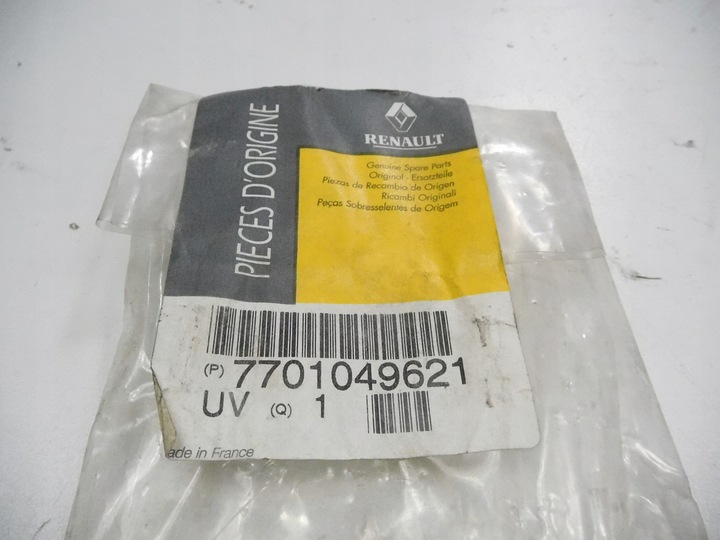 PIECES D'ORIGINE
RENAULT
Genuine Spare Parts
Original - Ersatzteile
Piezas de Recambio de Origen
Ricambi Originali
Peças Sobresselentes de Origem
(P) 7701049621
UV (Q) 1
ade in France